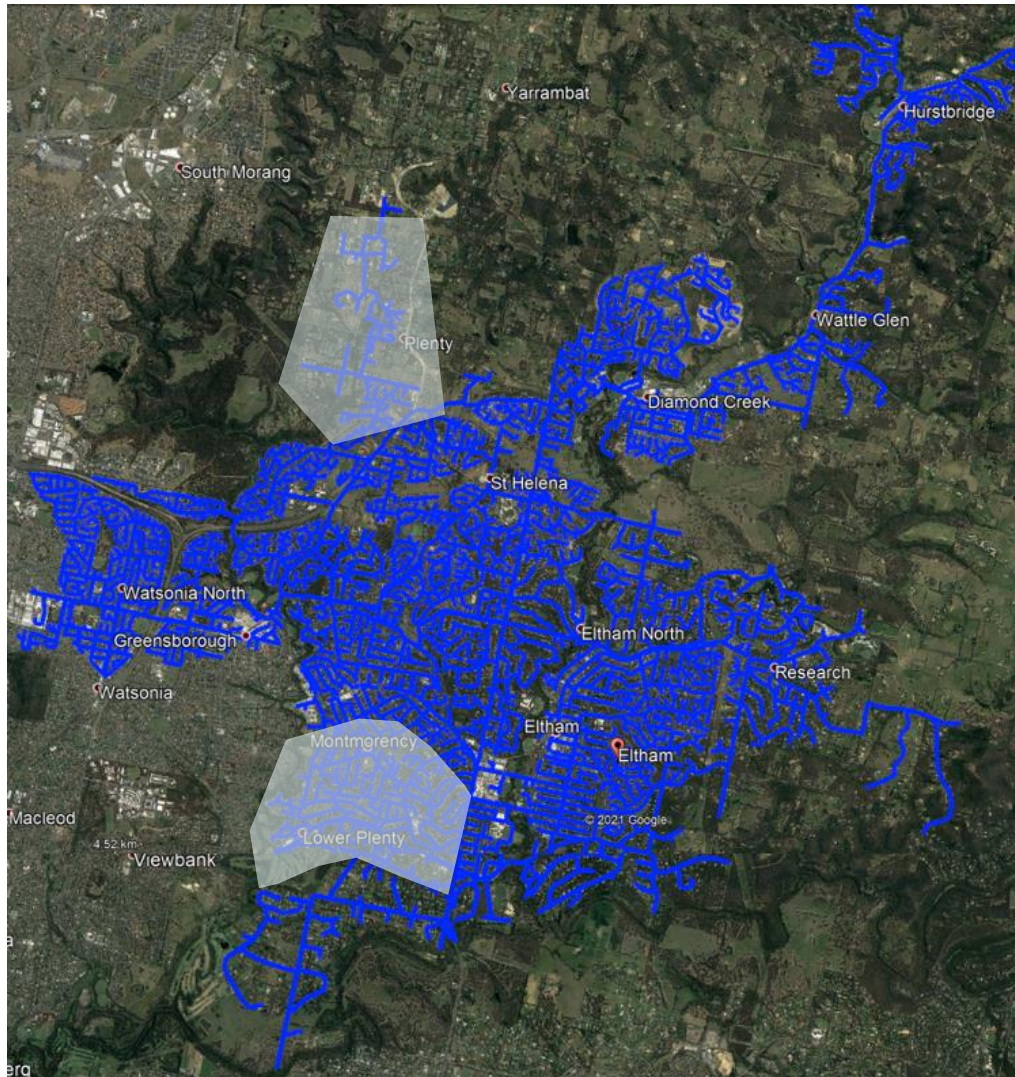 Yarrambat
Hurstbridge
South Morang
Wattle Glen
Plenty
Diamond Creek
St Helena
Watsonia North
Greensborough
Eltham North
Research
Watsonia
Eltham
Montmorency
Eltham
© 2021 Google
Macleod
Lower Plenty
4.52 km
Viewbank
a
erg